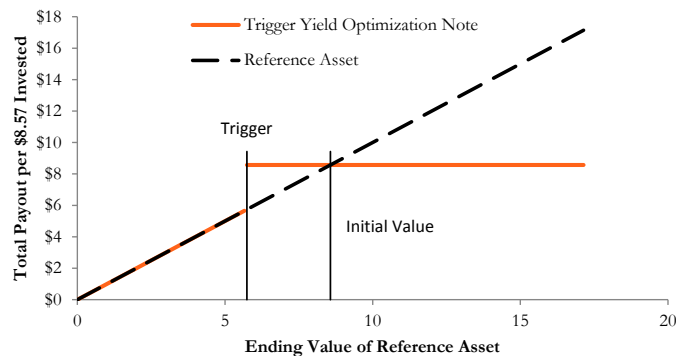 Total Payout per $8.57 Invested
$18
$16
$14
$12
$10
$8
$6
$4
$2
$0
Trigger Yield Optimization Note
Reference Asset
Trigger
Initial Value
0
5
10
15
20
Ending Value of Reference Asset